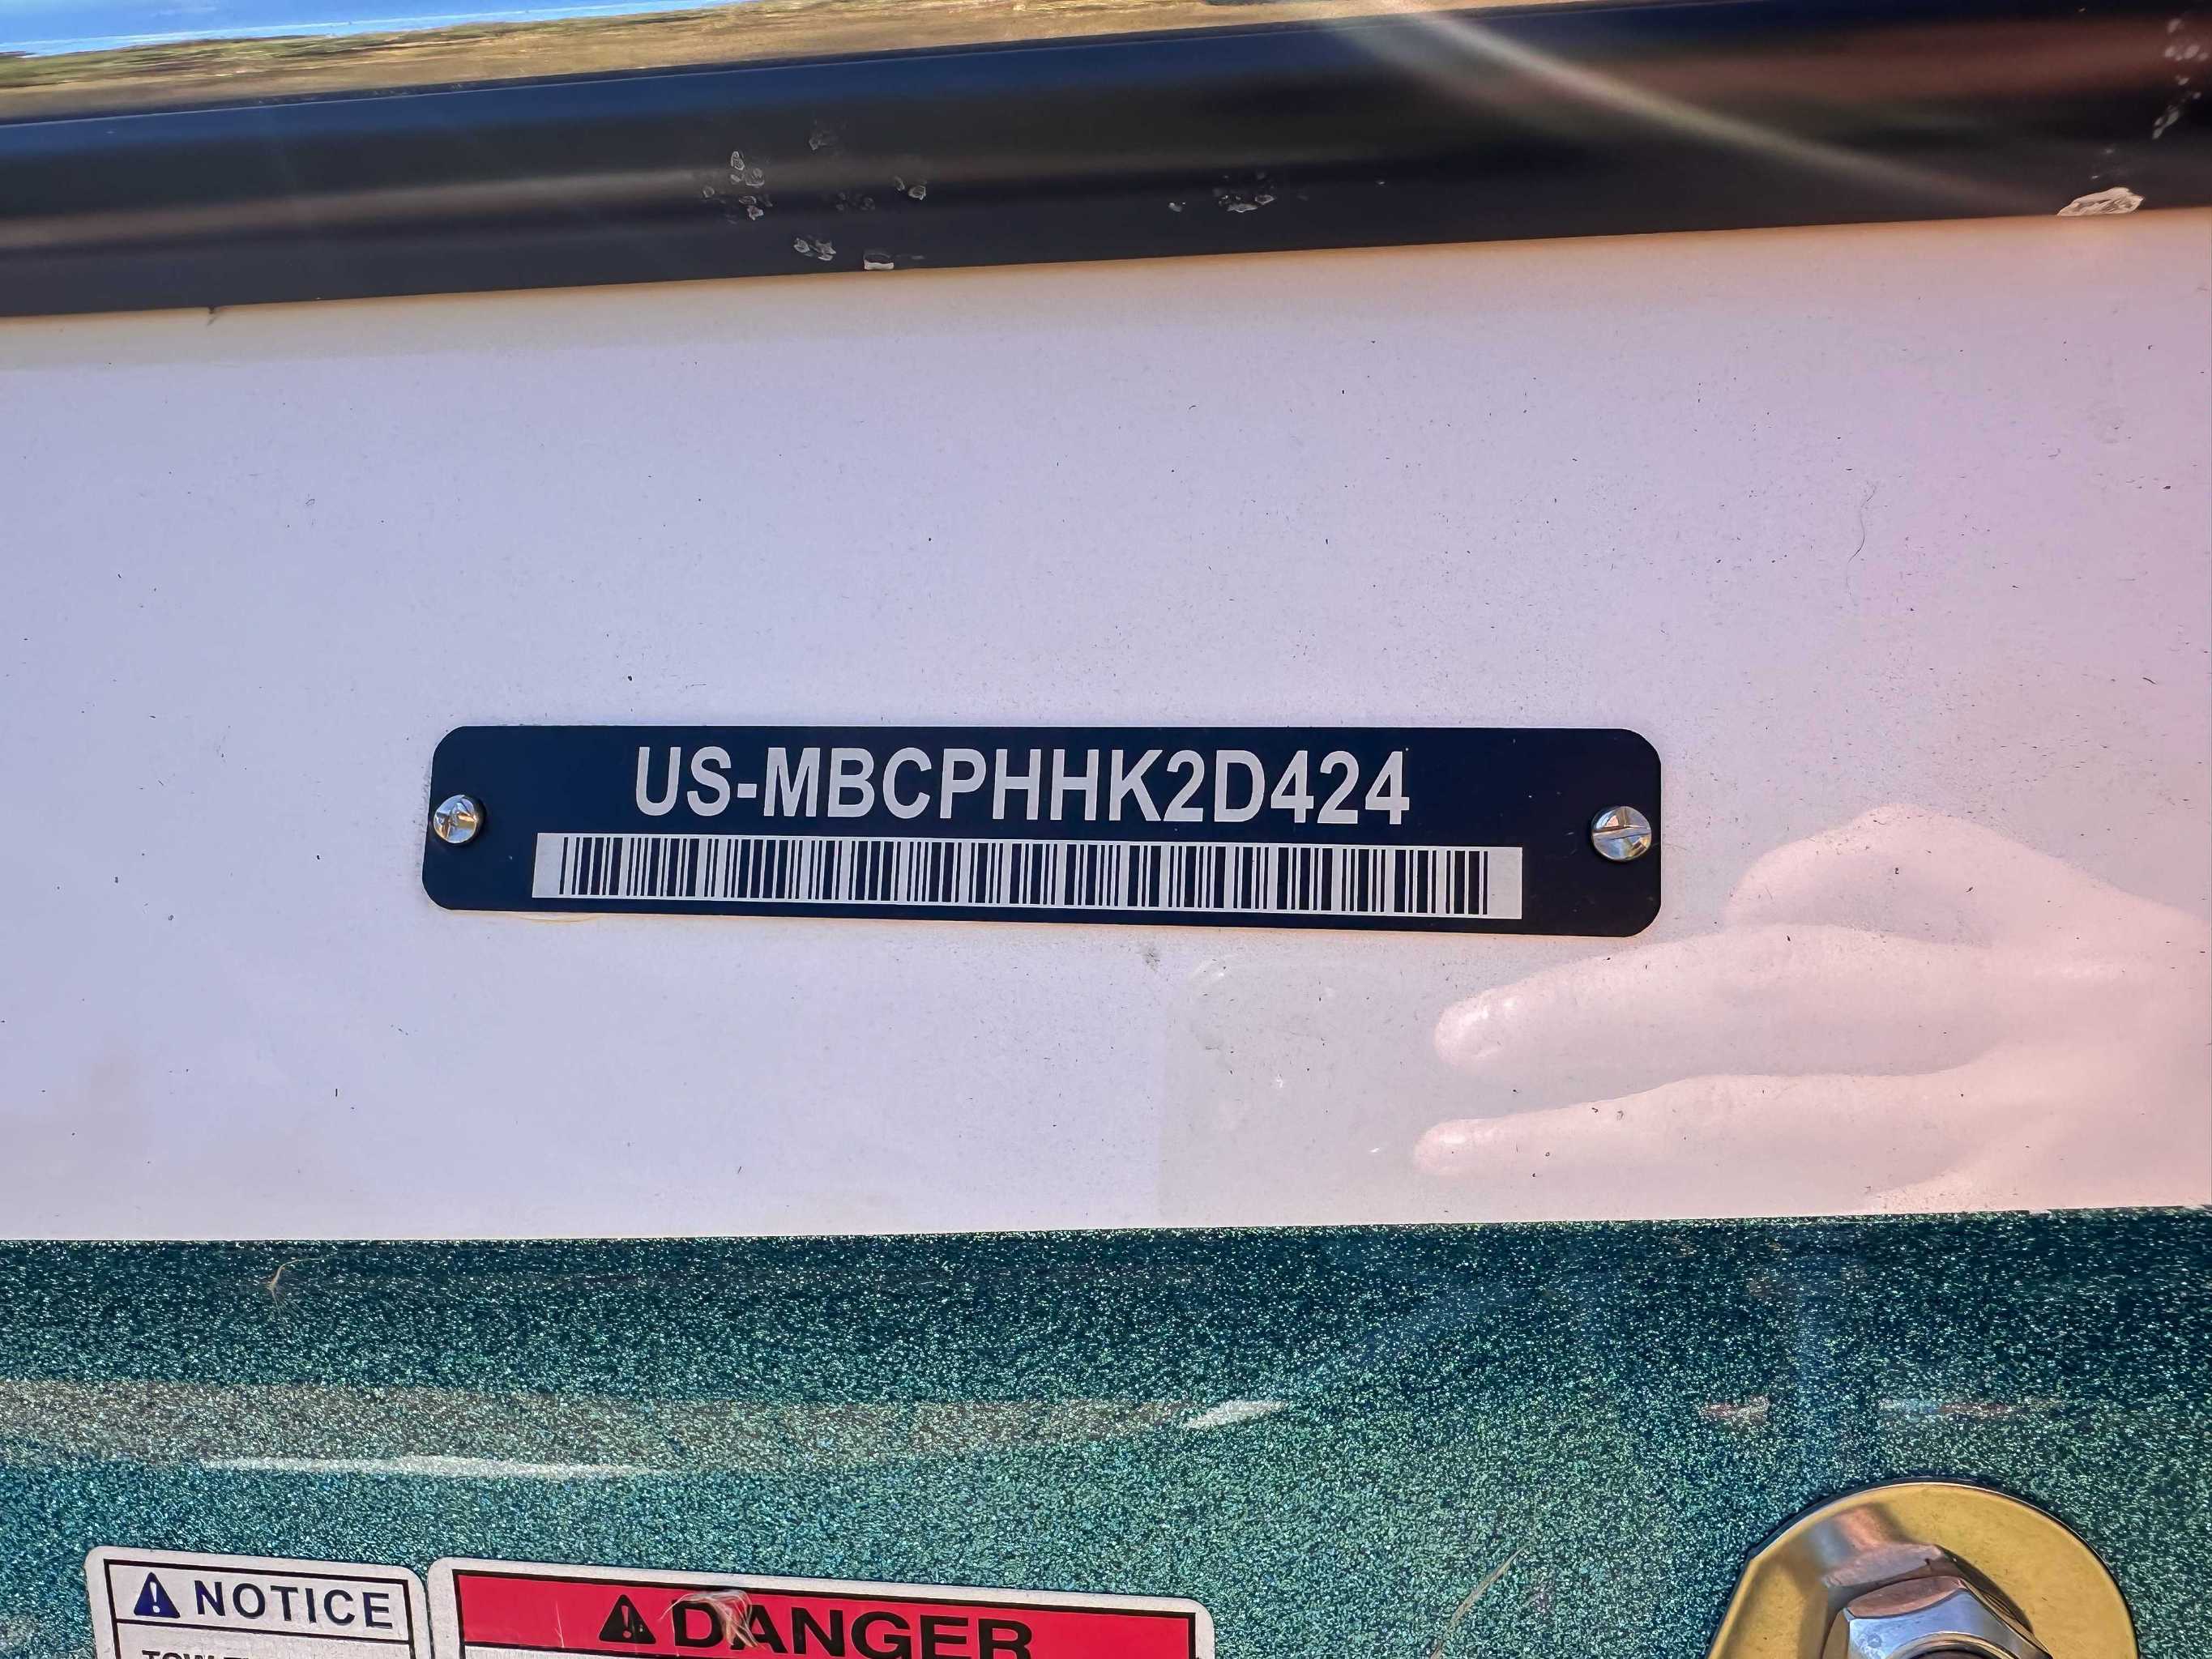 US-MBCPHHK2D424
NOTICE
DANGER